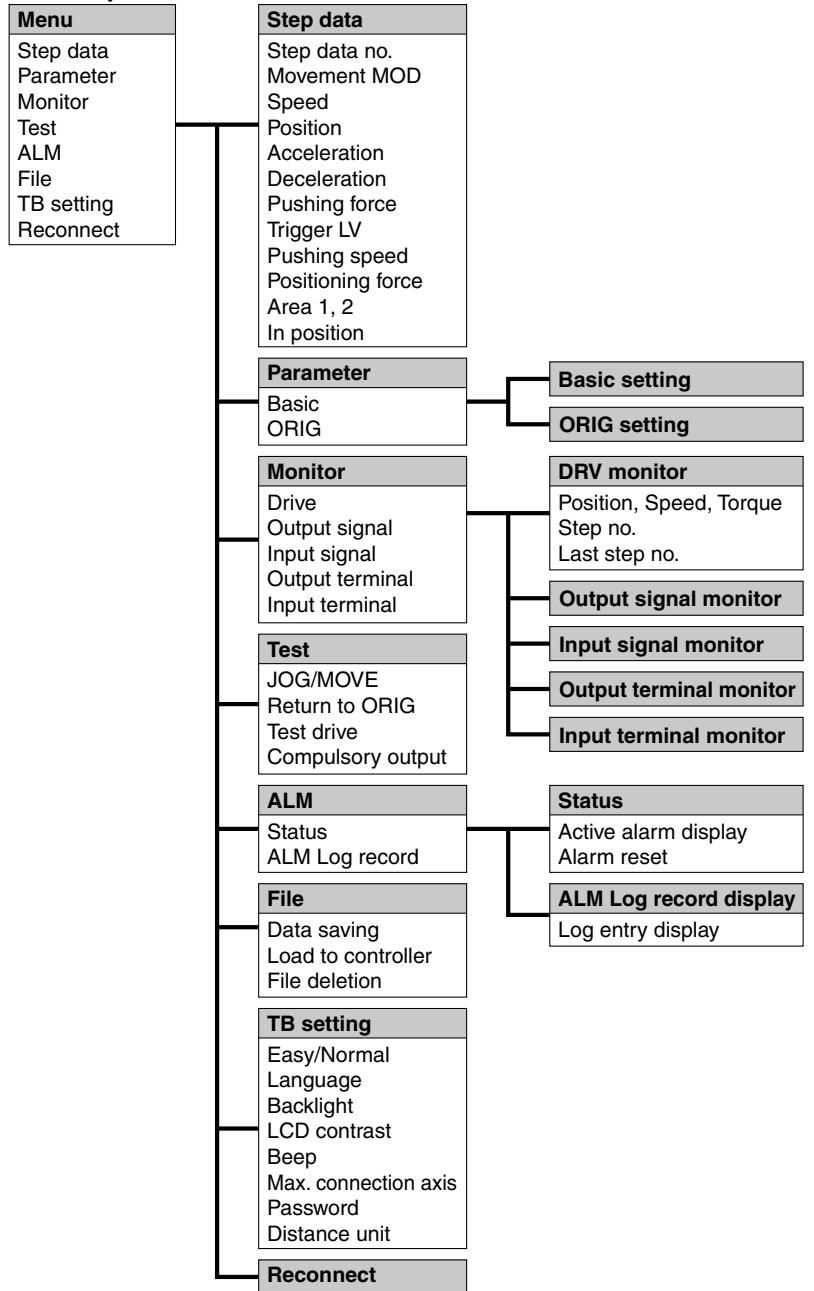 Menu
Step data
Parameter
Monitor
Test
ALM
File
TB setting
Reconnect
Step data
Step data no.
Movement MOD
Speed
Position
Acceleration
Deceleration
Pushing force
Trigger LV
Pushing speed
Positioning force
Area 1, 2
In position
Parameter
Basic
ORIG
Basic setting
ORIG setting
Monitor
Drive
Output signal
Input signal
Output terminal
Input terminal
DRV monitor
Position, Speed, Torque
Step no.
Last step no.
Output signal monitor
Input signal monitor
Output terminal monitor
Input terminal monitor
Test
JOG/MOVE
Return to ORIG
Test drive
Compulsory output
ALM
Status
ALM Log record
Status
Active alarm display
Alarm reset
ALM Log record display
Log entry display
File
Data saving
Load to controller
File deletion
TB setting
Easy/Normal
Language
Backlight
LCD contrast
Beep
Max. connection axis
Password
Distance unit
Reconnect